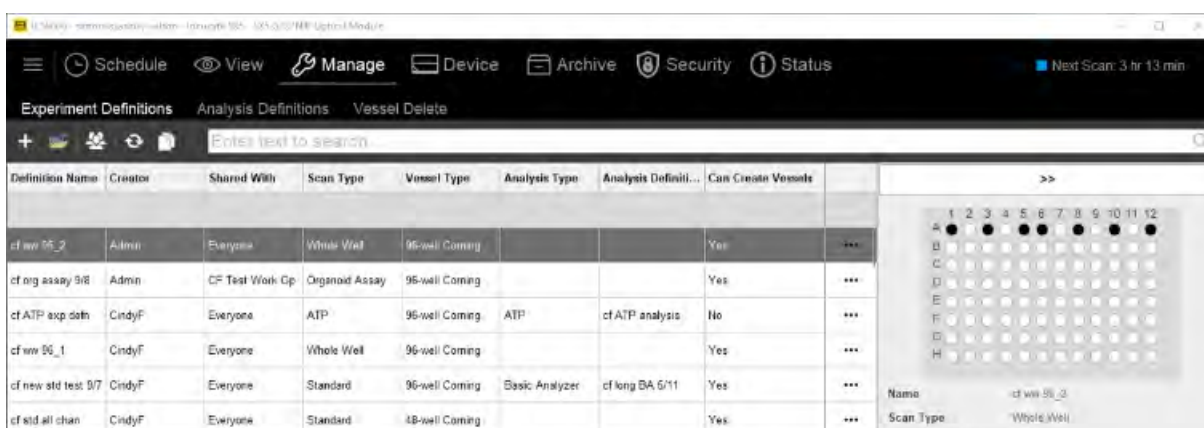 Schedule View Manage Device Archive Security Status Next Scan: 3 hr 13 min
Experiment Definitions Analysis Definitions Vessel Delete
Enter text to search
Definition Name Creator Shared With Scan Type Vessel Type Analysis Type Analysis Definiti... Can Create Vessels >>
1 2 3 4 5 6 7 8 9 10 11 12
A
B
C
D
E
F
G
H
cf ww 96_2 Admin Everyone Whole Well 96-well Corning Yes
cf org assay 9/8 Admin CF Test Work Gp Organoid Assay 96-well Corning Yes
cf ATP exp defn CindyF Everyone ATP 96-well Corning ATP cf ATP analysis No
cf ww 96_1 CindyF Everyone Whole Well 96-well Corning Yes
cf new std test 9/7 CindyF Everyone Standard 96-well Corning Basic Analyzer cf long BA 6/11 Yes
cf std all chan CindyF Everyone Standard 48-well Corning Yes
Name cf ww 96_2
Scan Type Whole Well